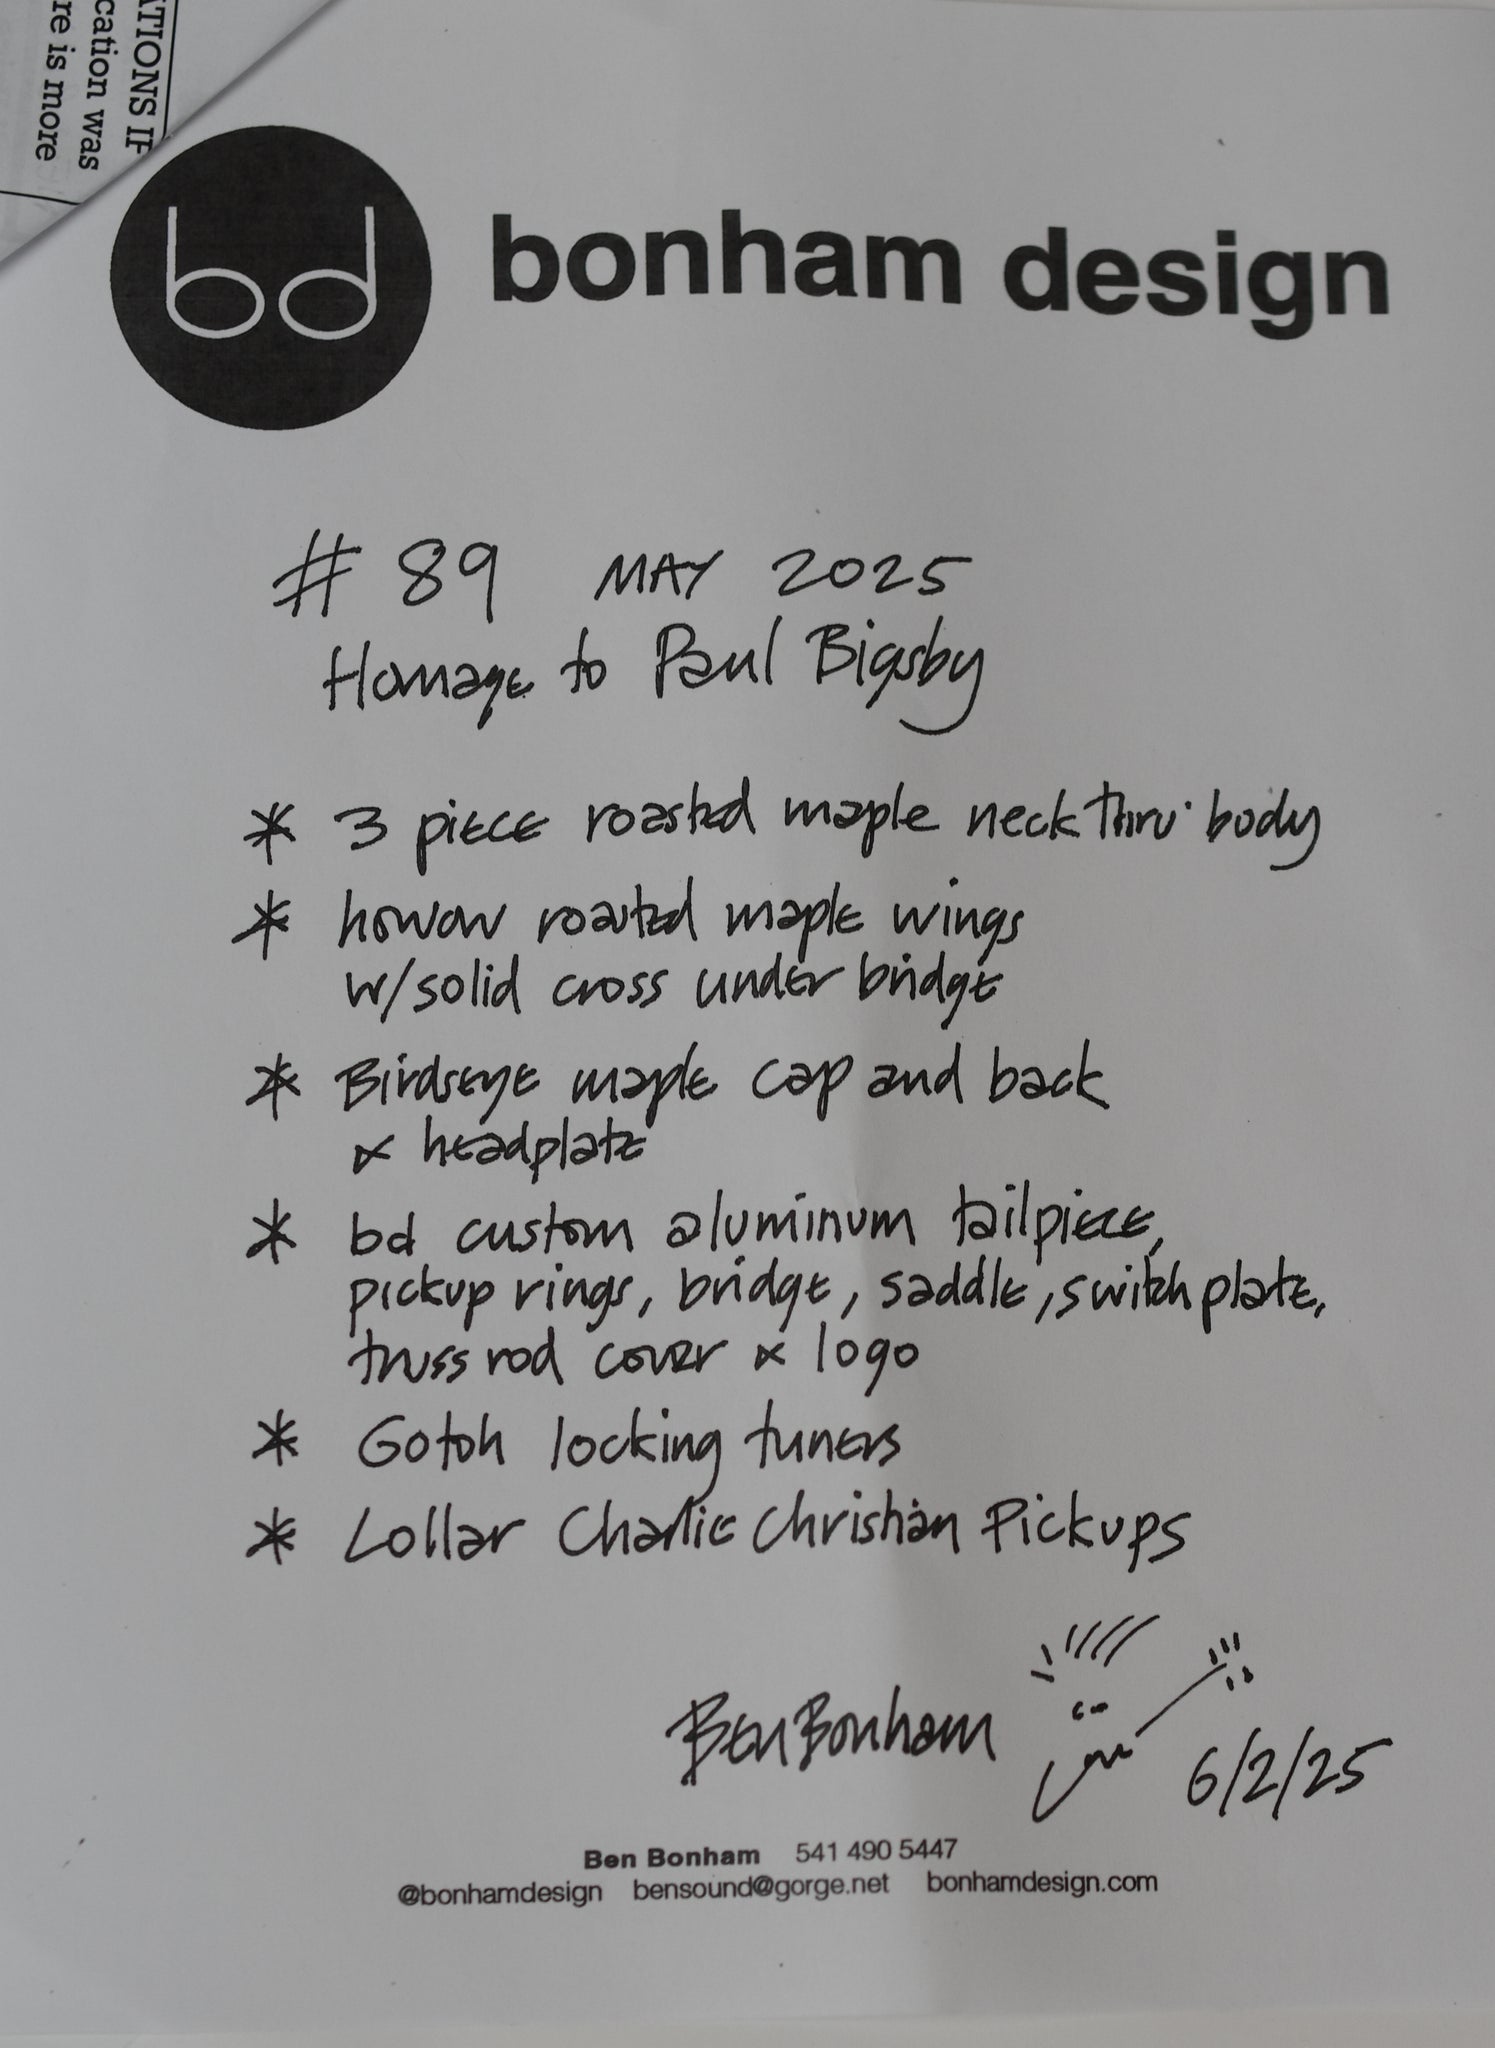 ATIONS IF
cation was
re is more
bd
bonham design
# 89 MAY 2025
Homage to Paul Bigsby
* 3 piece roasted maple neck thru' body
* hollow roasted maple wings
w/solid cross under bridge
* Birdseye maple cap and back
& headplate
* bd custom aluminum tailpiece,
pickup rings, bridge, saddle, switch plate,
truss rod cover & logo
* Gotoh locking tuners
* Lollar Charlie Christian Pickups
Ben Bonham 6/2/25
Ben Bonham 541 490 5447
@bonhamdesign bensound@gorge.net bonhamdesign.com